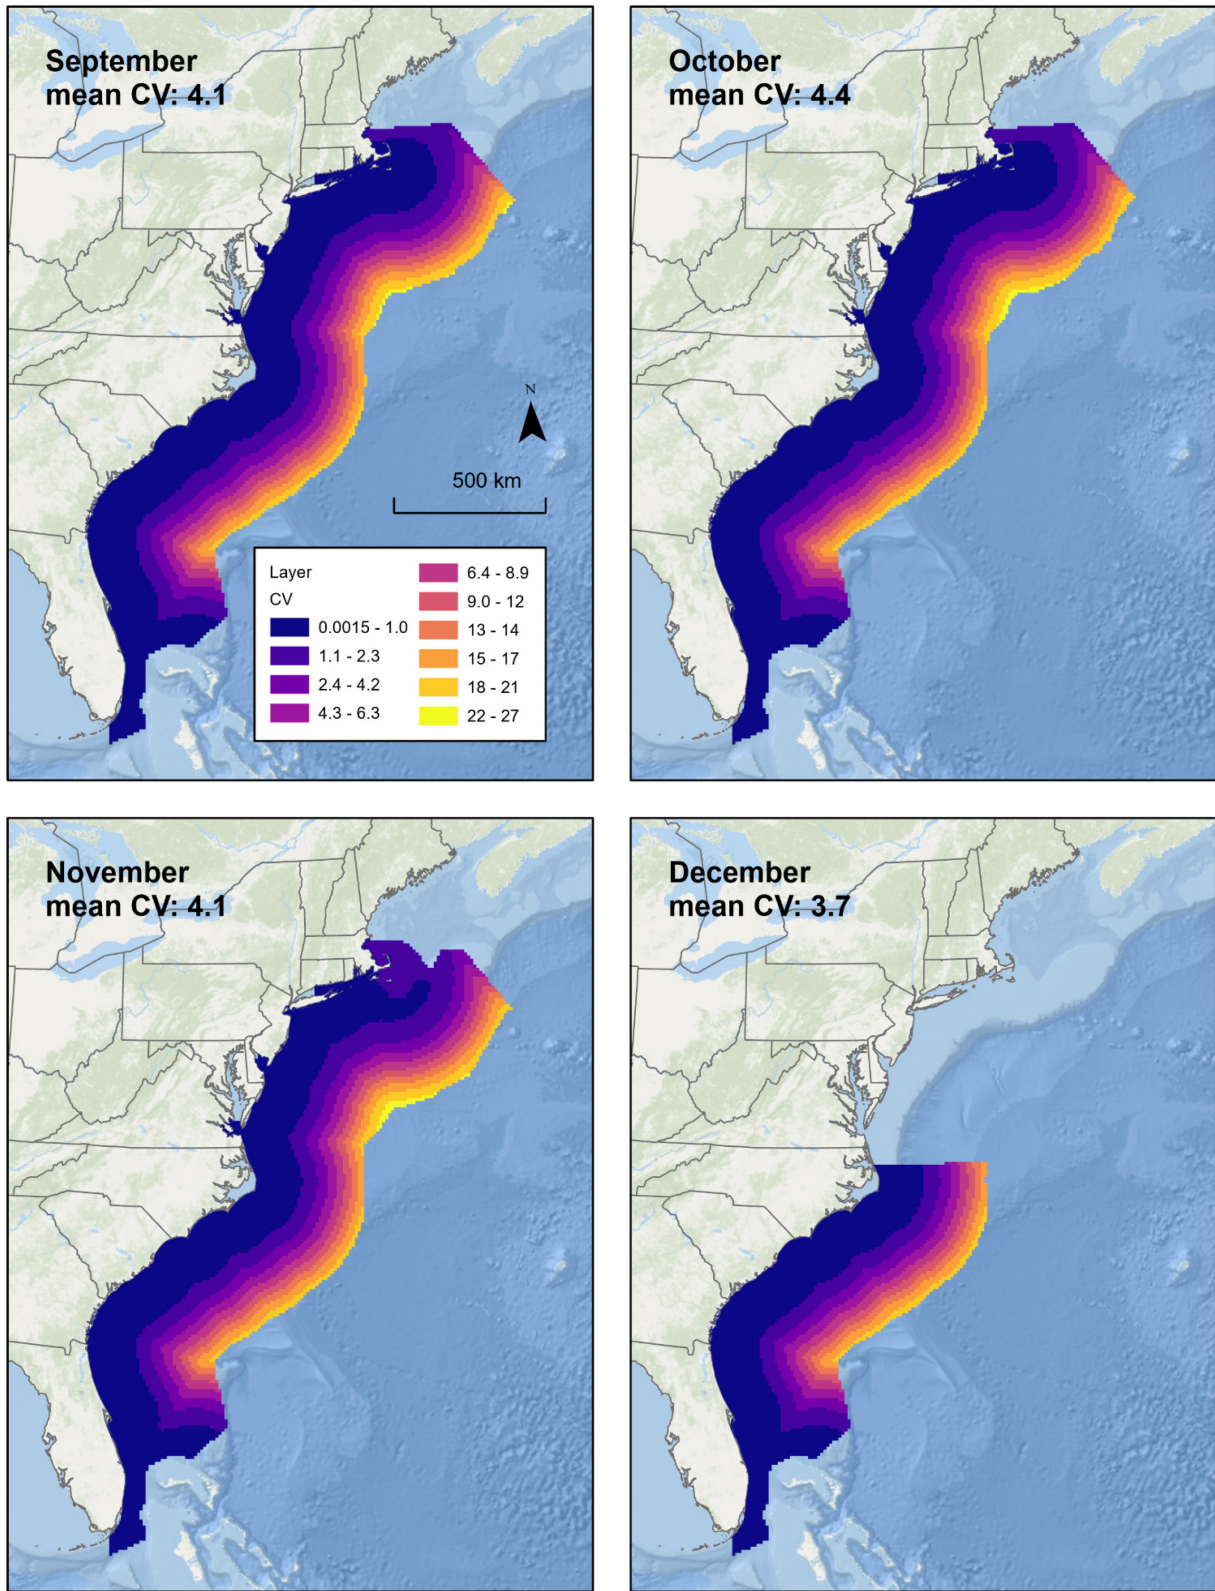 September
mean CV: 4.1
October
mean CV: 4.4
N
500 km
Layer
CV
0.0015 - 1.0
1.1 - 2.3
2.4 - 4.2
4.3 - 6.3
6.4 - 8.9
9.0 - 12
13 - 14
15 - 17
18 - 21
22 - 27
November
mean CV: 4.1
December
mean CV: 3.7